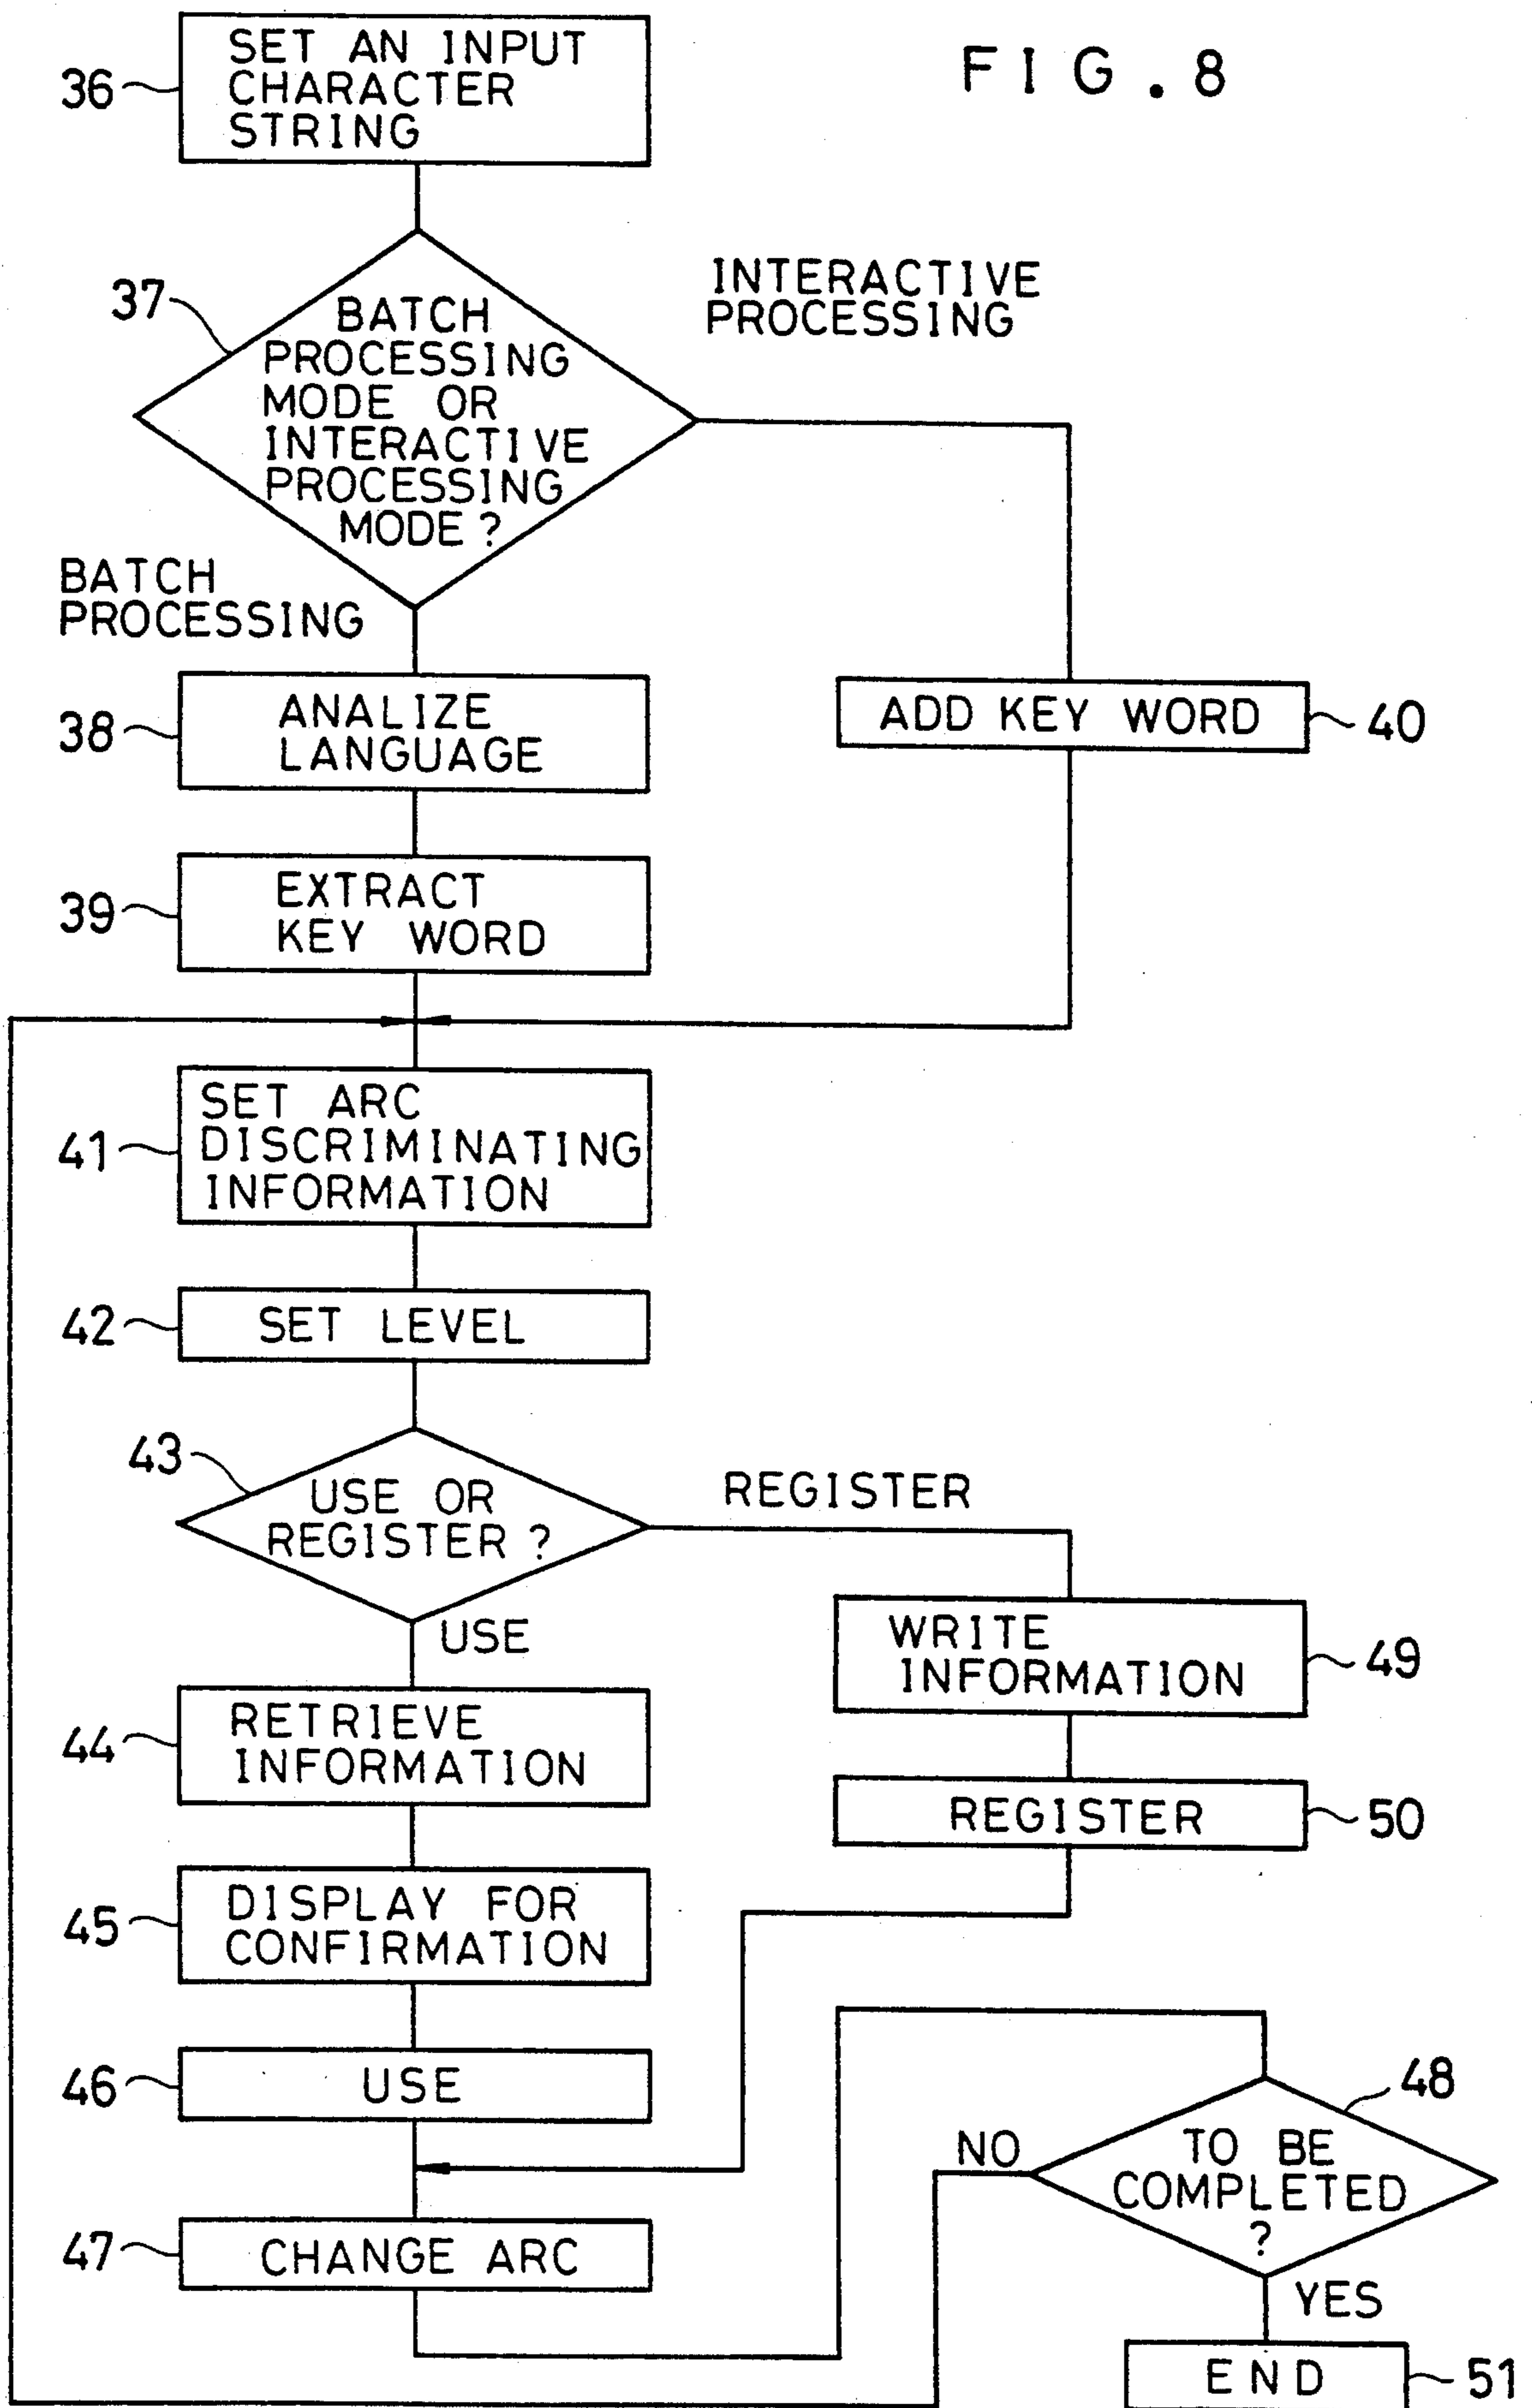 FIG. 8
36
SET AN INPUT
CHARACTER
STRING
37
BATCH
PROCESSING
MODE OR
INTERACTIVE
PROCESSING
MODE ?
INTERACTIVE
PROCESSING
BATCH
PROCESSING
38
ANALIZE
LANGUAGE
ADD KEY WORD
40
39
EXTRACT
KEY WORD
41
SET ARC
DISCRIMINATING
INFORMATION
42
SET LEVEL
43
USE OR
REGISTER ?
REGISTER
USE
WRITE
INFORMATION
49
44
RETRIEVE
INFORMATION
REGISTER
50
45
DISPLAY FOR
CONFIRMATION
46
USE
48
TO BE
COMPLETED
?
NO
47
CHANGE ARC
YES
END
51